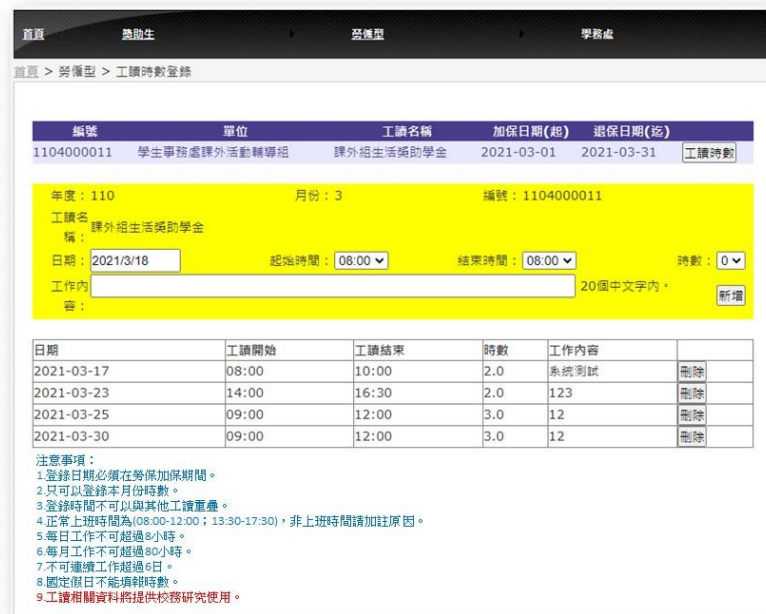 首頁 獎助生 勞僱型 學務處
首頁 > 勞僱型 > 工讀時數登錄
編號 單位 工讀名稱 加保日期(起) 退保日期(迄)
1104000011 學生事務處課外活動輔導組 課外組生活獎助學金 2021-03-01 2021-03-31 工讀時數
年度：110 月份：3 編號：1104000011
工讀名稱：課外組生活獎助學金
日期：2021/3/18 起始時間：08:00 結束時間：08:00 時數：0
工作內容： 20個中文字內。 新增
日期 工讀開始 工讀結束 時數 工作內容
2021-03-17 08:00 10:00 2.0 系統測試 刪除
2021-03-23 14:00 16:30 2.0 123 刪除
2021-03-25 09:00 12:00 3.0 12 刪除
2021-03-30 09:00 12:00 3.0 12 刪除
注意事項：
1.登錄日期必須在勞保加保期間。
2.只可以登錄本月份時數。
3.登錄時間不可以與其他工讀重疊。
4.正常上班時間為(08:00-12:00；13:30-17:30)，非上班時間請加註原因。
5.每日工作不可超過8小時。
6.每月工作不可超過80小時。
7.不可連續工作超過6日。
8.國定假日不能填報時數。
9.工讀相關資料將提供校務研究使用。